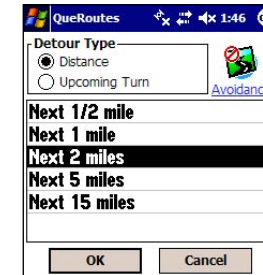 QueRoutes 1:46
Detour Type
Distance
Upcoming Turn
Avoidanc
Next 1/2 mile
Next 1 mile
Next 2 miles
Next 5 miles
Next 15 miles
OK Cancel